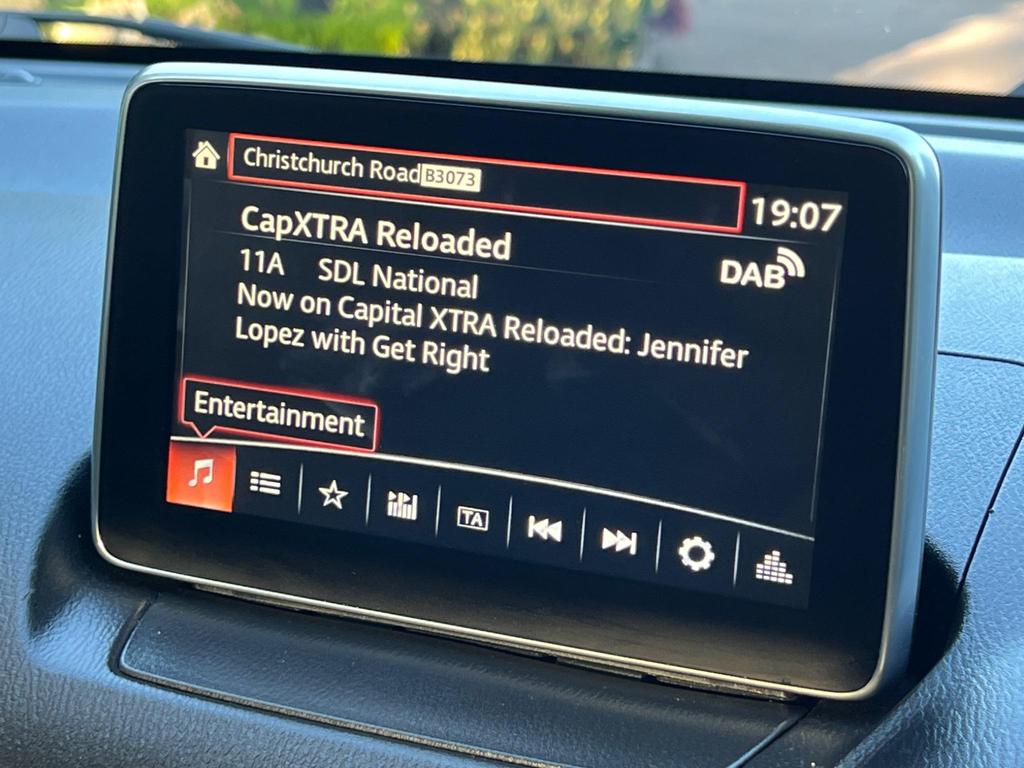 Christchurch Road B3073
19:07
CapXTRA Reloaded
DAB
11A SDL National
Now on Capital XTRA Reloaded: Jennifer
Lopez with Get Right
Entertainment
TA